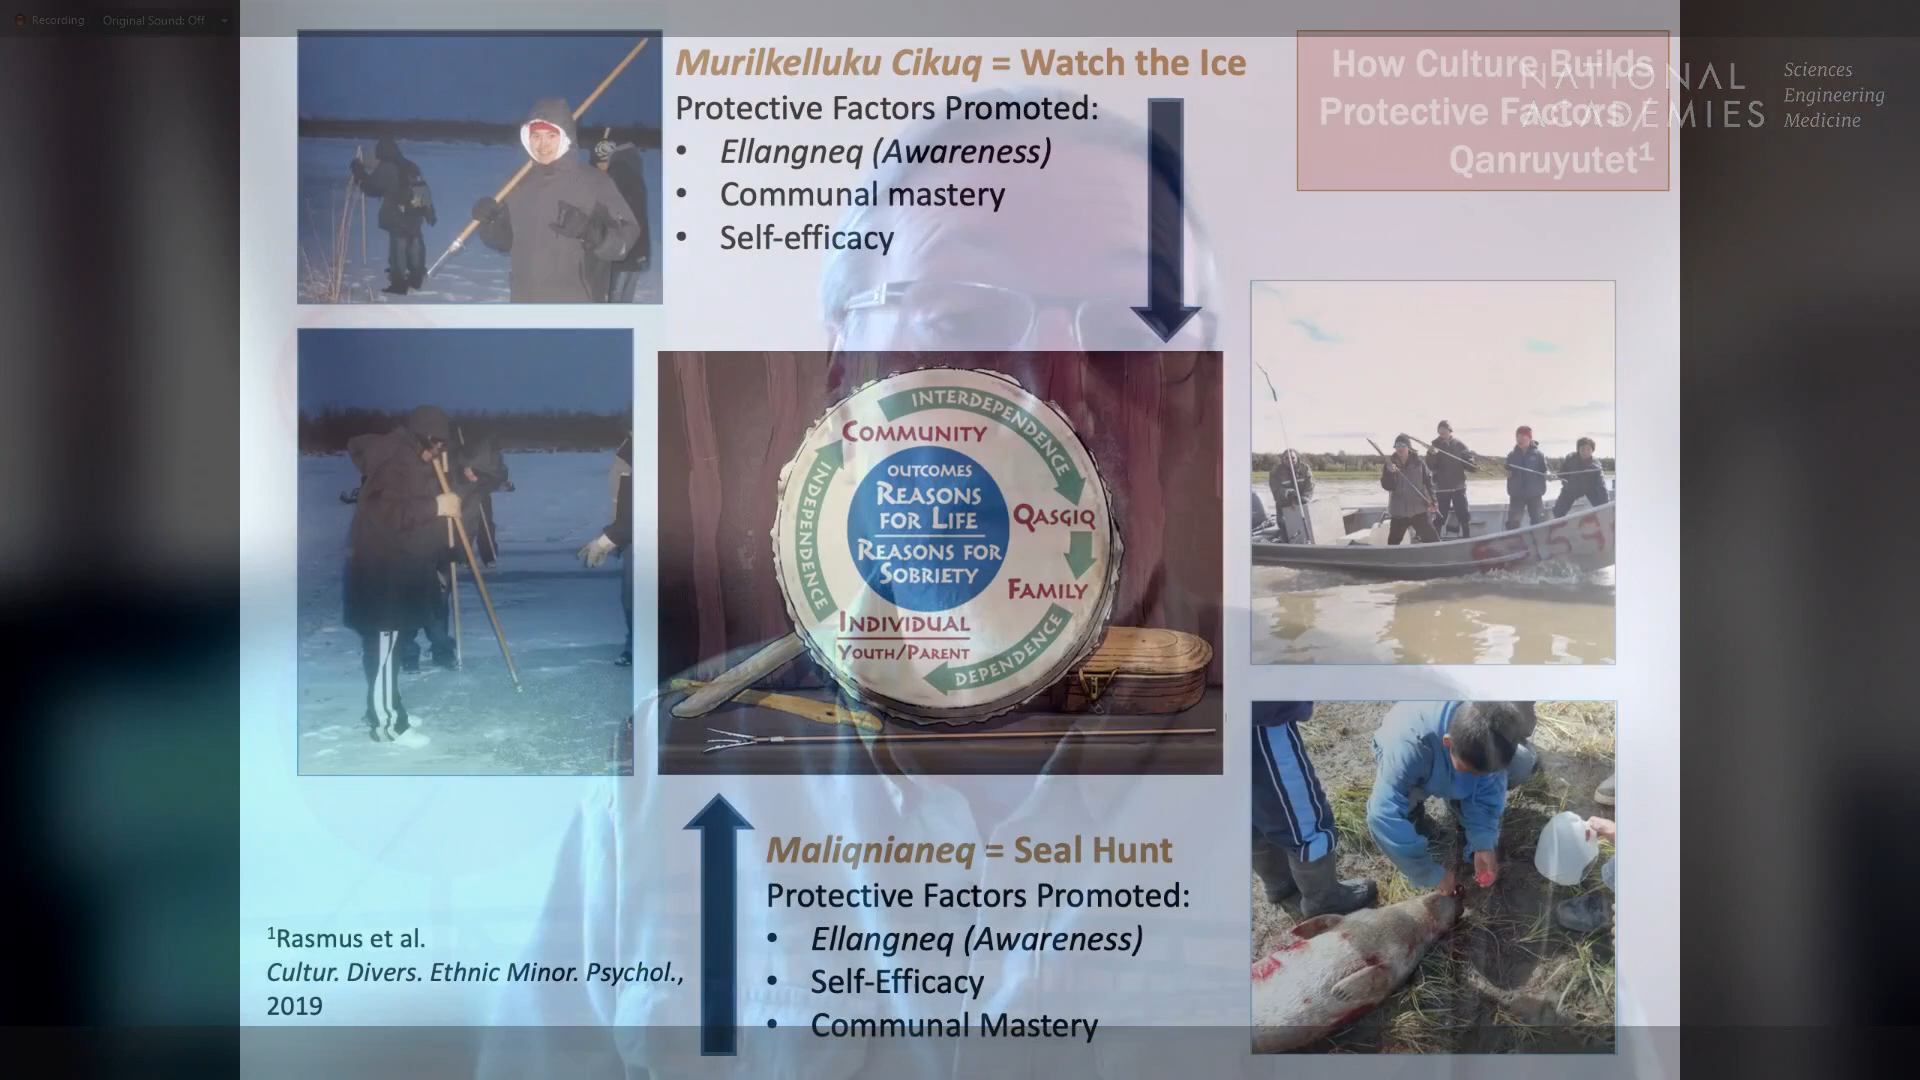 Recording Original Sound: Off
Murilkelluku Cikuq = Watch the Ice
Protective Factors Promoted:
• Ellangneq (Awareness)
• Communal mastery
• Self-efficacy
How Culture Builds
Protective Factors/
Qanruyutet¹
NATIONAL
ACADEMIES
Sciences
Engineering
Medicine
INTERDEPENDENCE
COMMUNITY
INDEPENDENCE
OUTCOMES
REASONS
FOR LIFE
REASONS FOR
SOBRIETY
QASGIQ
FAMILY
INDIVIDUAL
YOUTH/PARENT
DEPENDENCE
Maliqnianeq = Seal Hunt
Protective Factors Promoted:
• Ellangneq (Awareness)
• Self-Efficacy
• Communal Mastery
¹Rasmus et al.
Cultur. Divers. Ethnic Minor. Psychol.,
2019